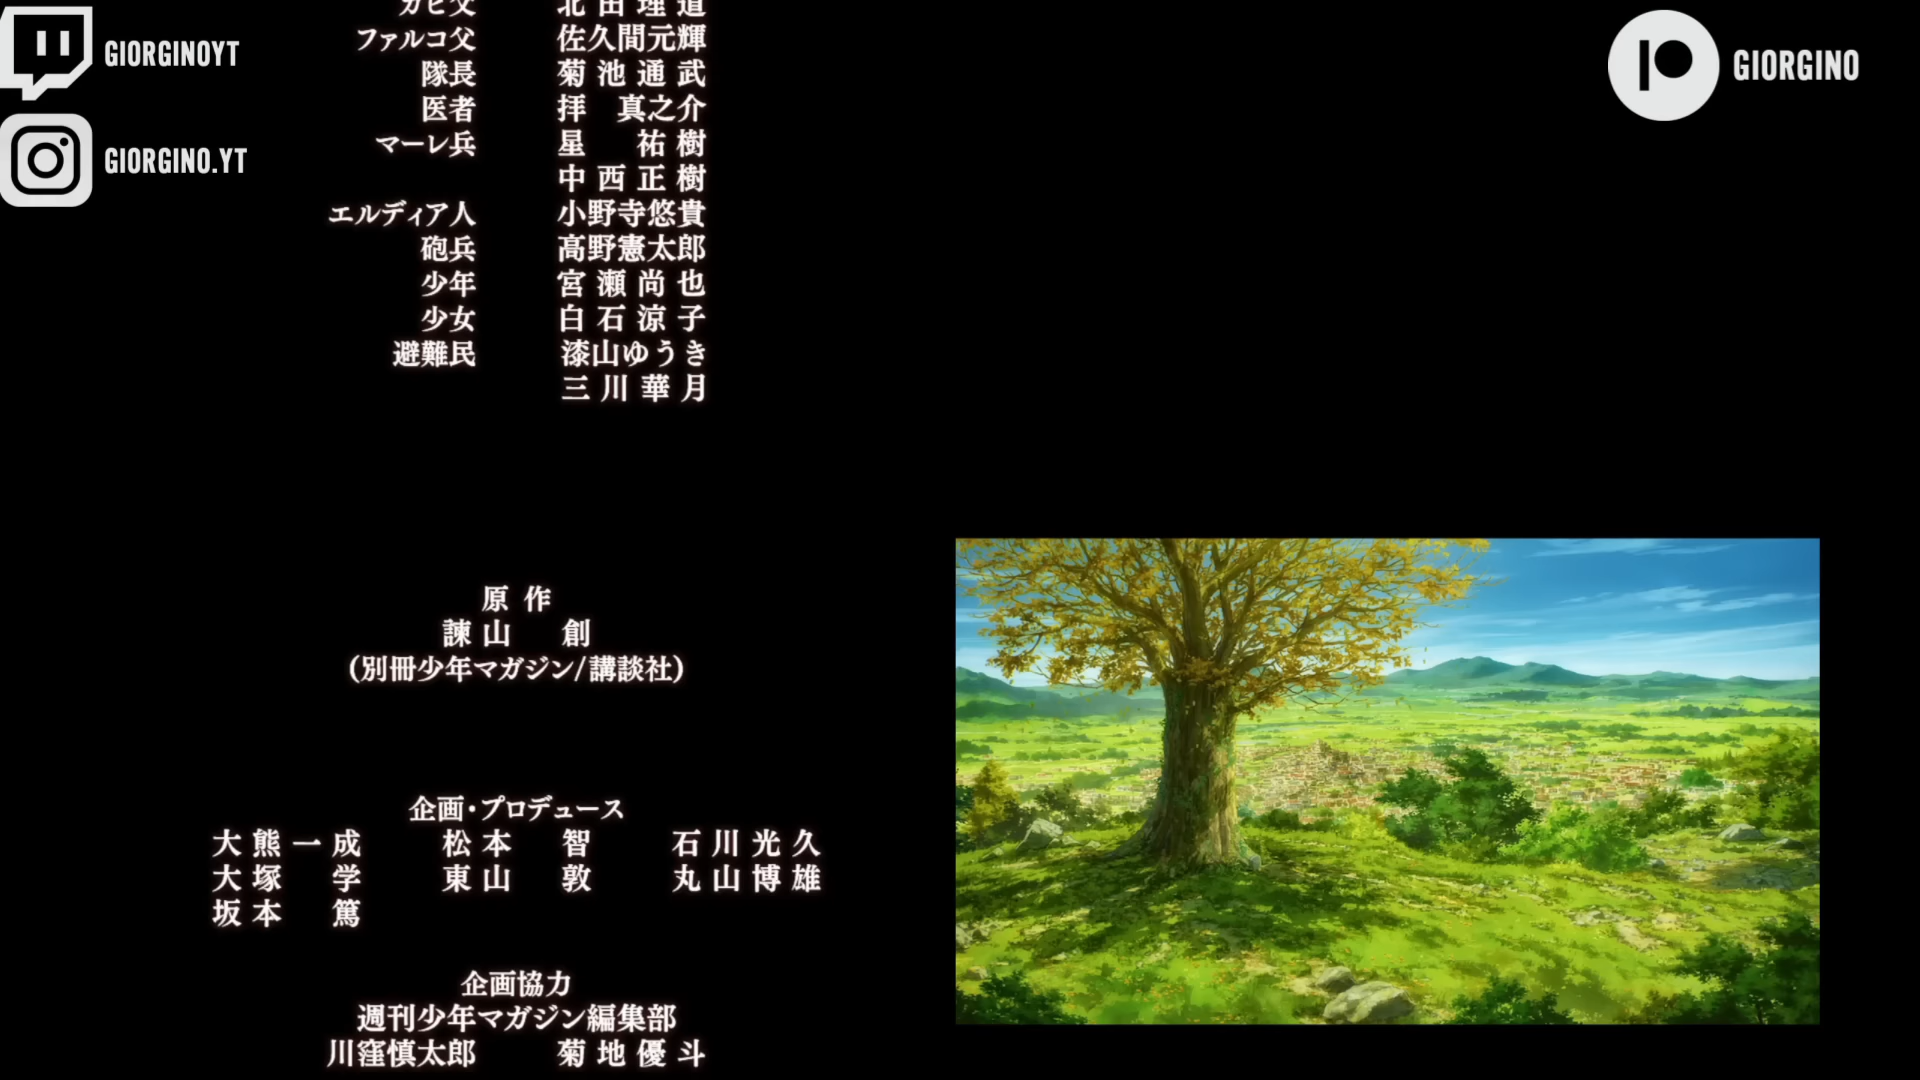 GIORGINOYT
GIORGINO.YT
GIORGINO
ガビ父 北田理道
ファルコ父 佐久間元輝
隊長 菊池通武
医者 拝 真之介
マーレ兵 星 祐樹
中西正樹
エルディア人 小野寺悠貴
砲兵 高野憲太郎
少年 宮瀬尚也
少女 白石涼子
避難民 漆山ゆうき
三川華月
原作
諫山 創
(別冊少年マガジン/講談社)
企画・プロデュース
大熊一成 松本 智 石川光久
大塚 学 東山 敦 丸山博雄
坂本 篤
企画協力
週刊少年マガジン編集部
川窪慎太郎 菊地優斗